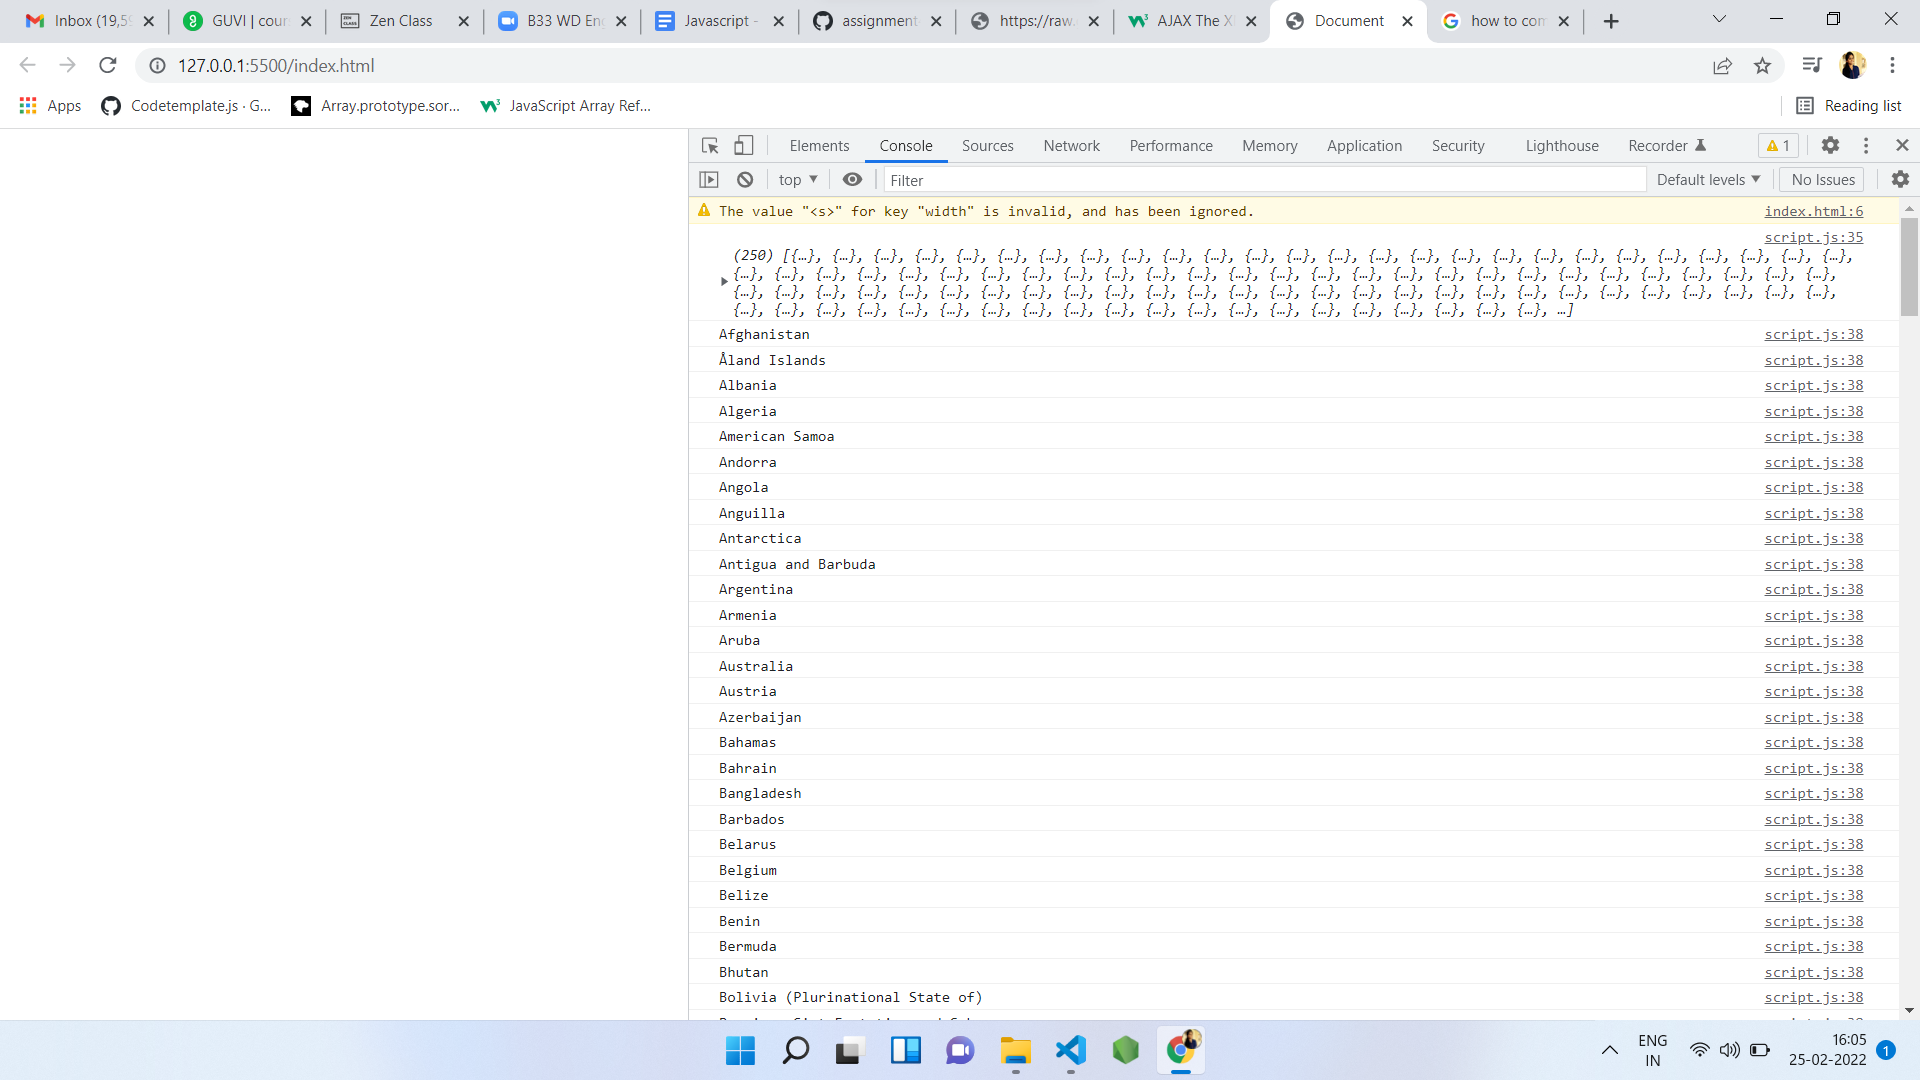 Inbox (19,59
GUVI | cour
Zen Class
B33 WD Eng
Javascript -
assignment
https://raw.
AJAX The X
Document
how to com
127.0.0.1:5500/index.html
Apps
Codetemplate.js · G...
Array.prototype.sor...
JavaScript Array Ref...
Reading list
Elements Console Sources Network Performance Memory Application Security Lighthouse Recorder 1
top Filter Default levels No Issues
The value "<s>" for key "width" is invalid, and has been ignored. index.html:6
script.js:35
(250) [{…}, {…}, {…}, {…}, {…}, {…}, {…}, {…}, {…}, {…}, {…}, {…}, {…}, {…}, {…}, {…}, {…}, {…}, {…}, {…}, {…}, {…}, {…}, {…}, {…}, {…},
{…}, {…}, {…}, {…}, {…}, {…}, {…}, {…}, {…}, {…}, {…}, {…}, {…}, {…}, {…}, {…}, {…}, {…}, {…}, {…}, {…}, {…}, {…}, {…}, {…}, {…}, {…},
{…}, {…}, {…}, {…}, {…}, {…}, {…}, {…}, {…}, {…}, {…}, {…}, {…}, {…}, {…}, {…}, {…}, {…}, {…}, {…}, {…}, {…}, {…}, {…}, {…}, {…}, {…},
{…}, {…}, {…}, {…}, {…}, {…}, {…}, {…}, {…}, {…}, {…}, {…}, {…}, {…}, {…}, {…}, {…}, {…}, {…}, {…}, …]
Afghanistan script.js:38
Åland Islands script.js:38
Albania script.js:38
Algeria script.js:38
American Samoa script.js:38
Andorra script.js:38
Angola script.js:38
Anguilla script.js:38
Antarctica script.js:38
Antigua and Barbuda script.js:38
Argentina script.js:38
Armenia script.js:38
Aruba script.js:38
Australia script.js:38
Austria script.js:38
Azerbaijan script.js:38
Bahamas script.js:38
Bahrain script.js:38
Bangladesh script.js:38
Barbados script.js:38
Belarus script.js:38
Belgium script.js:38
Belize script.js:38
Benin script.js:38
Bermuda script.js:38
Bhutan script.js:38
Bolivia (Plurinational State of) script.js:38
ENG
IN
16:05
25-02-2022
1